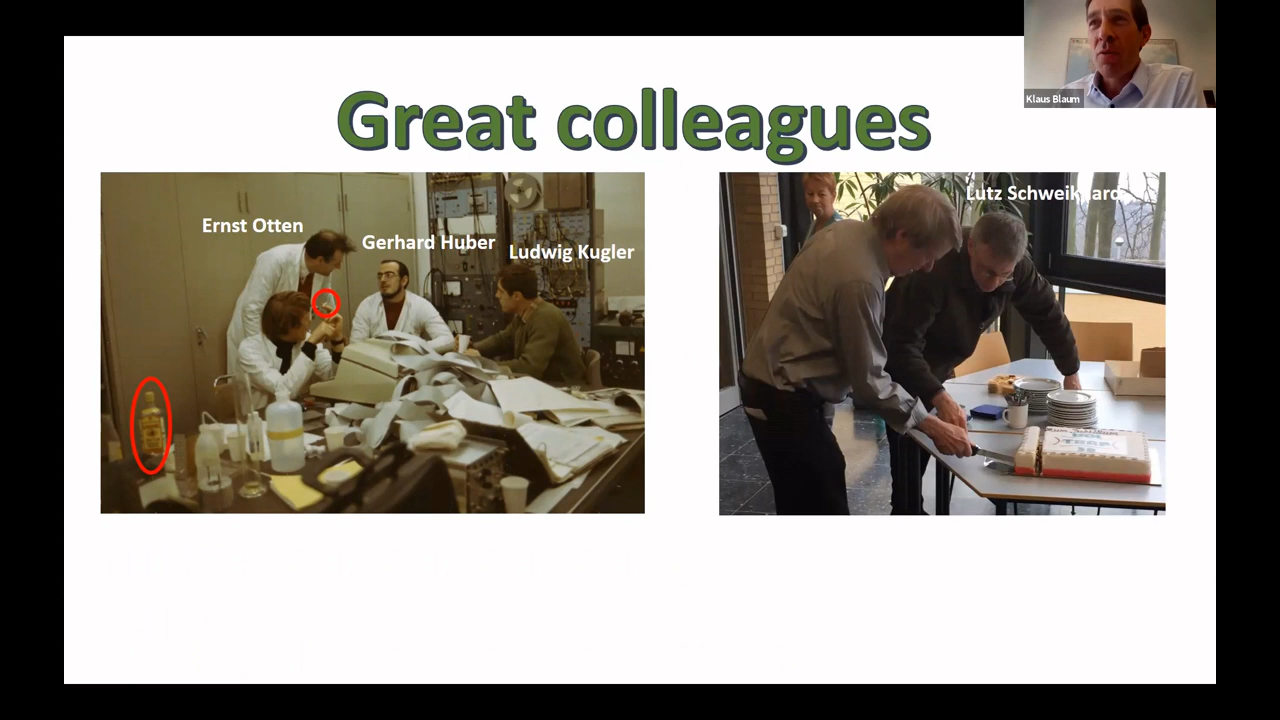 Klaus Blaum
Great colleagues
Ernst Otten
Gerhard Huber
Ludwig Kugler
Lutz Schweikhard